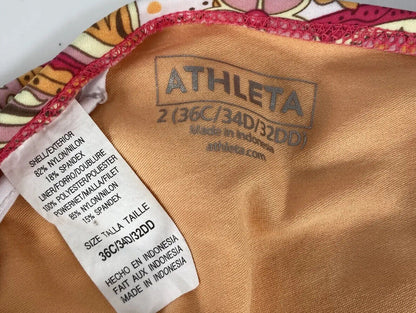 ATHLETA
2 (36C/34D/32DD)
Made in Indonesia
athleta.com
SHELL/EXTERIOR
82% NYLON/NILON
18% SPANDEX
LINER/FORRO/DOUBLURE
100% POLYESTER/POLIESTER
POWERNET/MALLA/FILET
85% NYLON/NILON
15% SPANDEX
SIZE TALLA TAILLE
36C/34D/32DD
HECHO EN INDONESIA
FAIT AUX INDONESIA
MADE IN INDONESIA